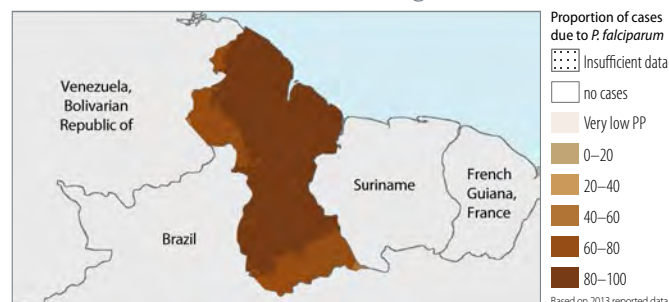 Proportion of cases
due to P. falciparum
Insufficient data
no cases
Very low PP
0–20
20–40
40–60
60–80
80–100
Based on 2013 reported data
Venezuela,
Bolivarian
Republic of
Brazil
Suriname
French
Guiana,
France